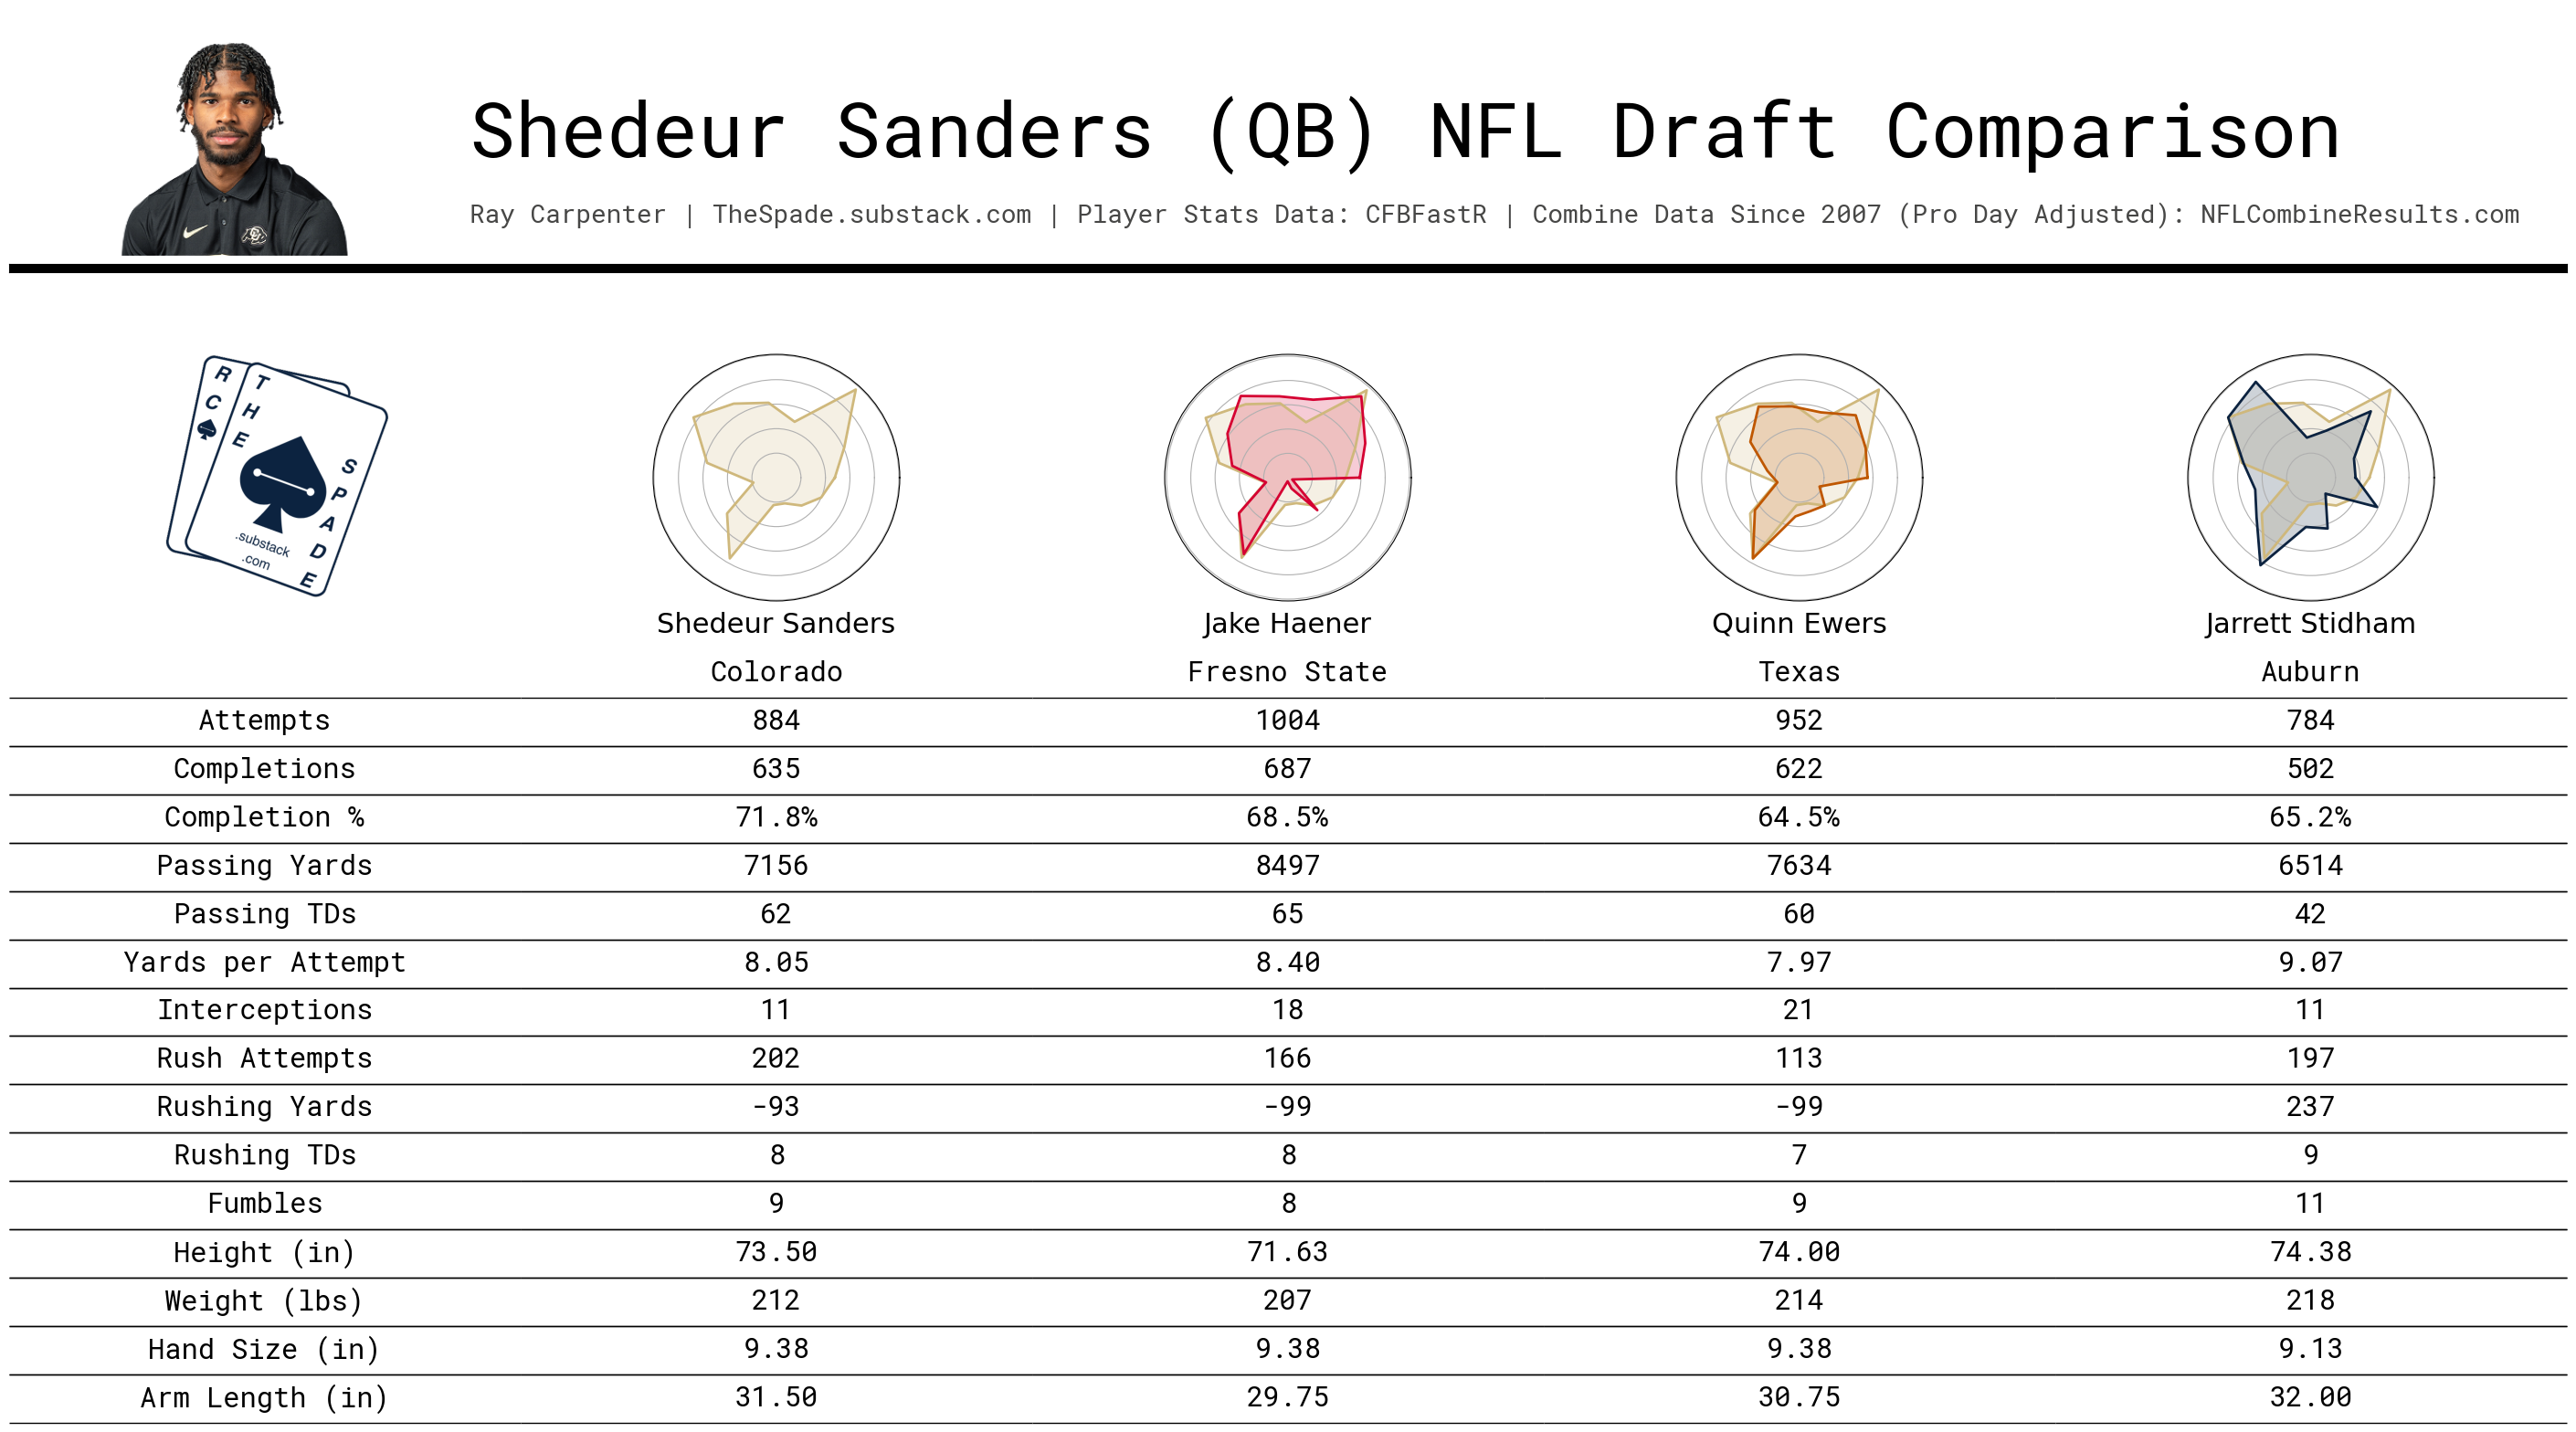 Shedeur Sanders (QB) NFL Draft Comparison
Ray Carpenter | TheSpade.substack.com | Player Stats Data: CFBFastR | Combine Data Since 2007 (Pro Day Adjusted): NFLCombineResults.com
R C
THE
SPADE
.substack
.com
Shedeur Sanders Jake Haener Quinn Ewers Jarrett Stidham
Colorado Fresno State Texas Auburn
Attempts 884 1004 952 784
Completions 635 687 622 502
Completion % 71.8% 68.5% 64.5% 65.2%
Passing Yards 7156 8497 7634 6514
Passing TDs 62 65 60 42
Yards per Attempt 8.05 8.40 7.97 9.07
Interceptions 11 18 21 11
Rush Attempts 202 166 113 197
Rushing Yards -93 -99 -99 237
Rushing TDs 8 8 7 9
Fumbles 9 8 9 11
Height (in) 73.50 71.63 74.00 74.38
Weight (lbs) 212 207 214 218
Hand Size (in) 9.38 9.38 9.38 9.13
Arm Length (in) 31.50 29.75 30.75 32.00